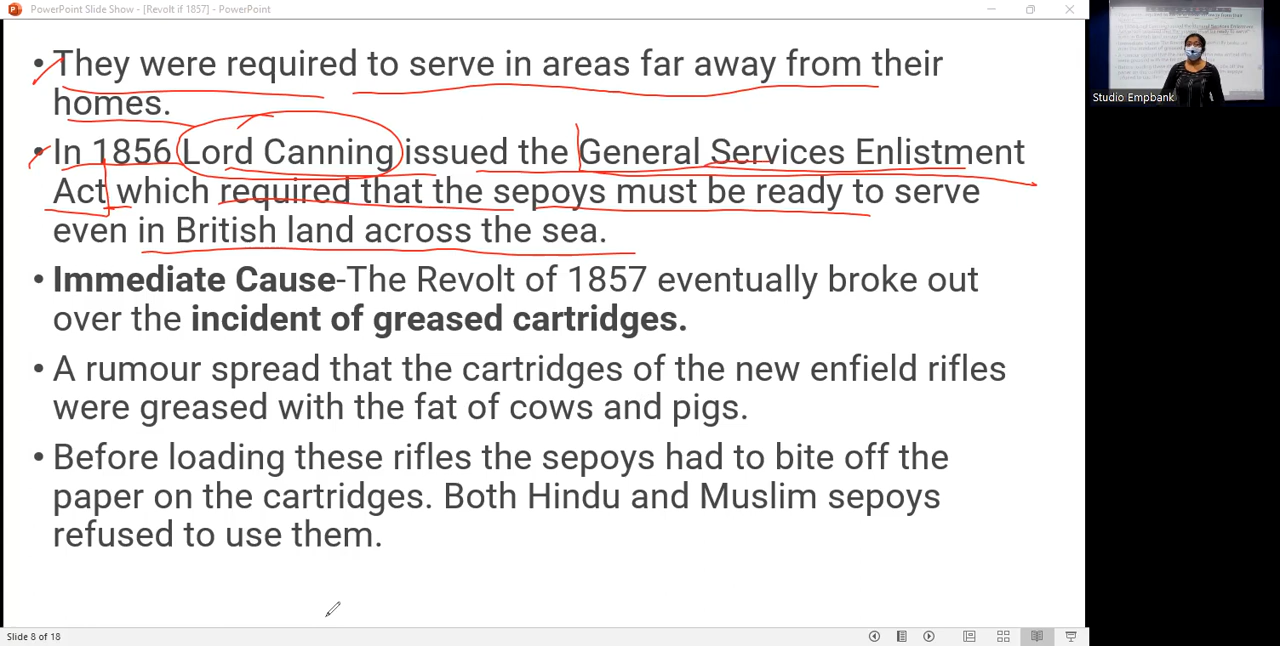 PowerPoint Slide Show - [Revolt if 1857] - PowerPoint
• They were required to serve in areas far away from their
homes.
• In 1856 Lord Canning issued the General Services Enlistment
Act which required that the sepoys must be ready to serve
even in British land across the sea.
• Immediate Cause-The Revolt of 1857 eventually broke out
over the incident of greased cartridges.
• A rumour spread that the cartridges of the new enfield rifles
were greased with the fat of cows and pigs.
• Before loading these rifles the sepoys had to bite off the
paper on the cartridges. Both Hindu and Muslim sepoys
refused to use them.
Slide 8 of 18
Studio Empbank